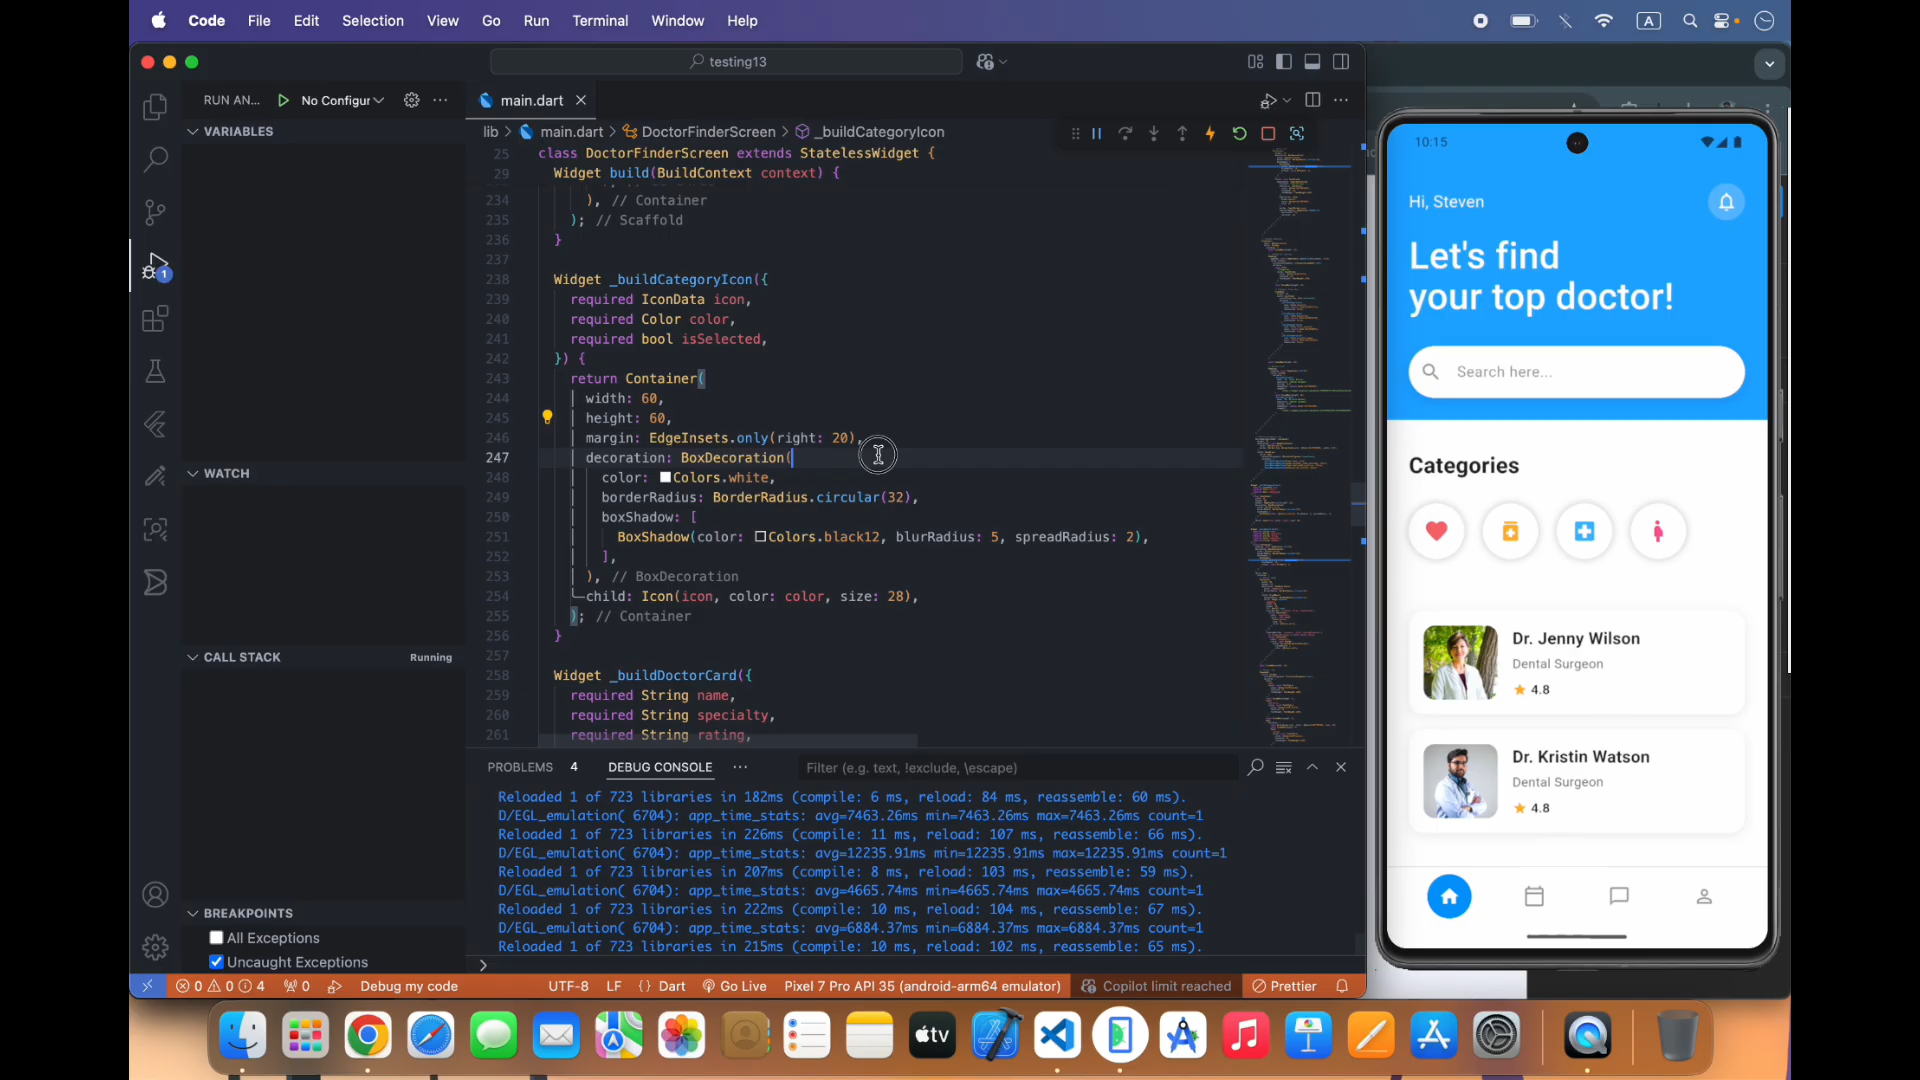 Code File Edit Selection View Go Run Terminal Window Help
A
testing13
RUN AN... No Configur
main.dart
lib > main.dart > DoctorFinderScreen > _buildCategoryIcon
VARIABLES
WATCH
CALL STACK
Running
BREAKPOINTS
All Exceptions
Uncaught Exceptions
1
25 class DoctorFinderScreen extends StatelessWidget {
29 Widget build(BuildContext context) {
234 ), // Container
235 ); // Scaffold
236 }
237
238 Widget _buildCategoryIcon({
239 required IconData icon,
240 required Color color,
241 required bool isSelected,
242 }) {
243 return Container(
244 width: 60,
245 height: 60,
246 margin: EdgeInsets.only(right: 20),
247 decoration: BoxDecoration(
248 color: Colors.white,
249 borderRadius: BorderRadius.circular(32),
250 boxShadow: [
251 BoxShadow(color: Colors.black12, blurRadius: 5, spreadRadius: 2),
252 ],
253 ), // BoxDecoration
254 child: Icon(icon, color: color, size: 28),
255 ); // Container
256 }
257
258 Widget _buildDoctorCard({
259 required String name,
260 required String specialty,
261 required String rating,
PROBLEMS 4 DEBUG CONSOLE
Filter (e.g. text, !exclude, \escape)
Reloaded 1 of 723 libraries in 182ms (compile: 6 ms, reload: 84 ms, reassemble: 60 ms).
D/EGL_emulation( 6704): app_time_stats: avg=7463.26ms min=7463.26ms max=7463.26ms count=1
Reloaded 1 of 723 libraries in 226ms (compile: 11 ms, reload: 107 ms, reassemble: 66 ms).
D/EGL_emulation( 6704): app_time_stats: avg=12235.91ms min=12235.91ms max=12235.91ms count=1
Reloaded 1 of 723 libraries in 207ms (compile: 8 ms, reload: 103 ms, reassemble: 59 ms).
D/EGL_emulation( 6704): app_time_stats: avg=4665.74ms min=4665.74ms max=4665.74ms count=1
Reloaded 1 of 723 libraries in 222ms (compile: 10 ms, reload: 104 ms, reassemble: 67 ms).
D/EGL_emulation( 6704): app_time_stats: avg=6884.37ms min=6884.37ms max=6884.37ms count=1
Reloaded 1 of 723 libraries in 215ms (compile: 10 ms, reload: 102 ms, reassemble: 65 ms).
0 0 4 0 Debug my code UTF-8 LF {} Dart Go Live Pixel 7 Pro API 35 (android-arm64 emulator) Copilot limit reached Prettier
10:15
Hi, Steven
Let's find
your top doctor!
Search here...
Categories
Dr. Jenny Wilson
Dental Surgeon
4.8
Dr. Kristin Watson
Dental Surgeon
4.8
tv